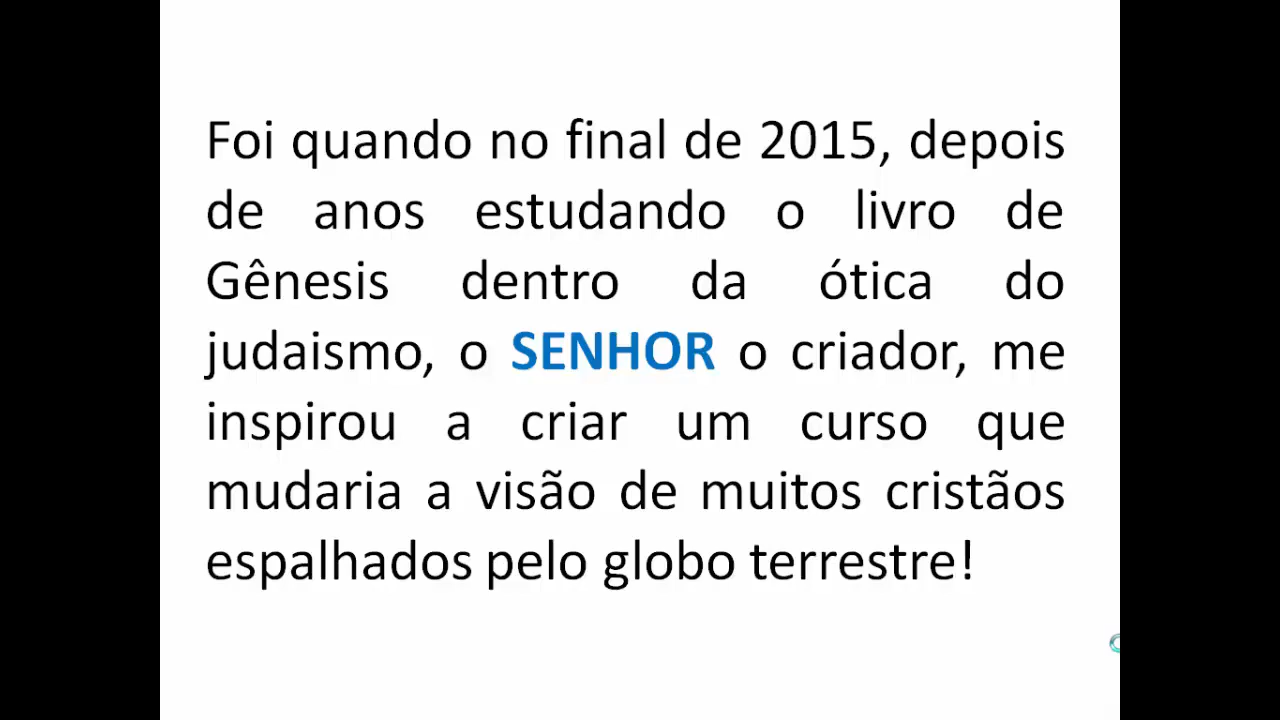 Foi quando no final de 2015, depois
de anos estudando o livro de
Gênesis dentro da ótica do
judaismo, o SENHOR o criador, me
inspirou a criar um curso que
mudaria a visão de muitos cristãos
espalhados pelo globo terrestre!